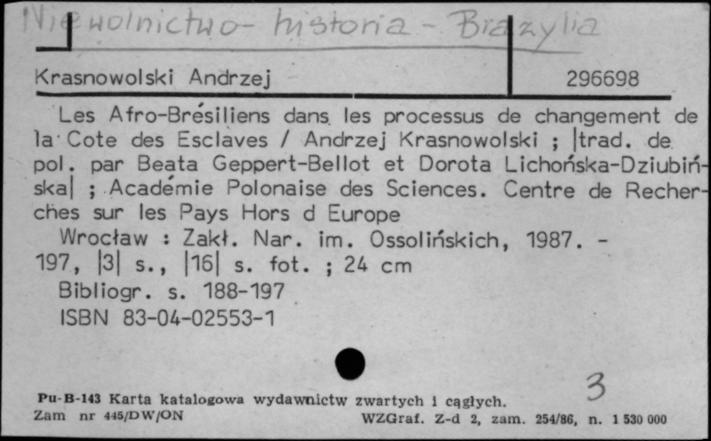 Niewolnictwo - historia - Brazylia
Krasnowolski Andrzej 296698
Les Afro-Brésiliens dans les processus de changement de
la Cote des Esclaves / Andrzej Krasnowolski ; |trad. de
pol. par Beata Geppert-Bellot et Dorota Lichońska-Dziubiń-
ska| ; Académie Polonaise des Sciences. Centre de Recher-
ches sur les Pays Hors d Europe
Wrocław : Zakł. Nar. im. Ossolińskich, 1987. -
197, |3| s., |16| s. fot. ; 24 cm
Bibliogr. s. 188-197
ISBN 83-04-02553-1
3
Pu-B-143 Karta katalogowa wydawnictw zwartych i cągłych.
Zam nr 445/DW/ON WZGraf. Z-d 2, zam. 254/86, n. 1 530 000